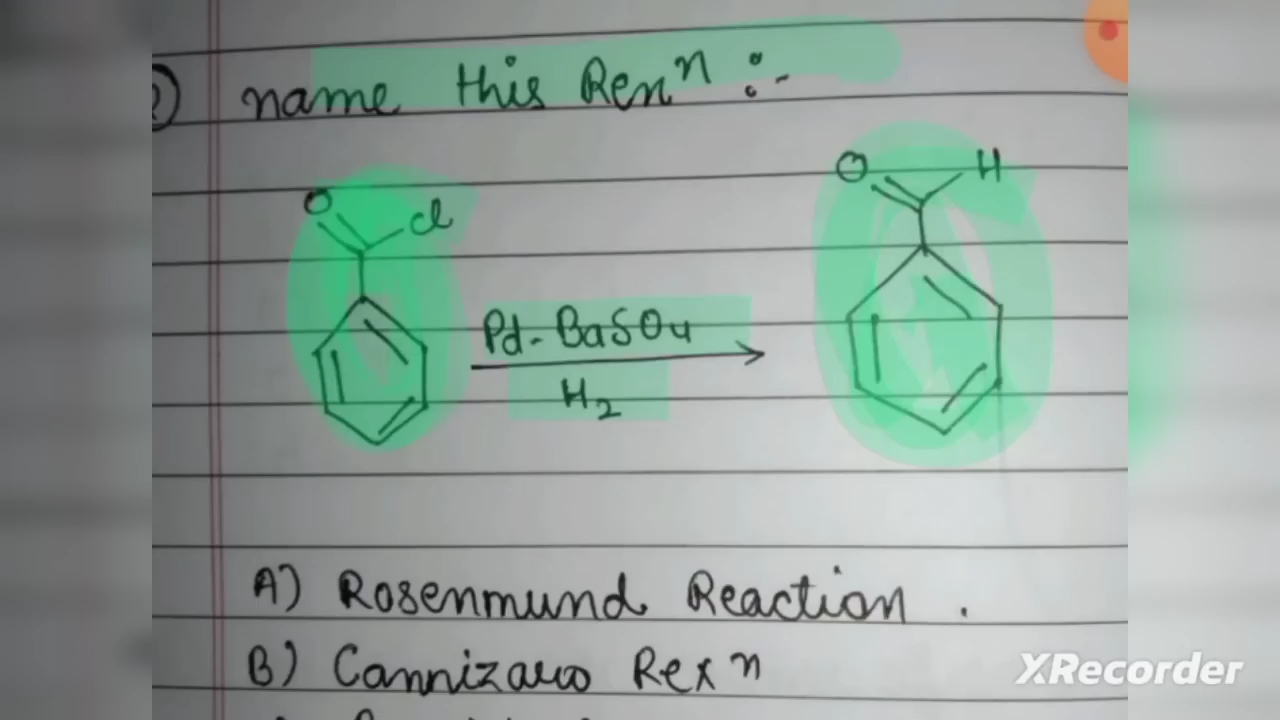 name this Renⁿ :-
O
Cl
O
H
Pd-BaSO4
H2
A) Rosenmund Reaction .
B) Cannizaro Rexn
XRecorder